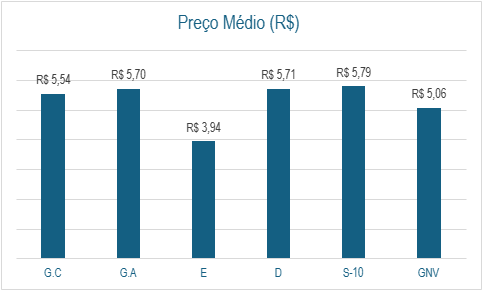 Preço Médio (R$)
R$ 5,54
R$ 5,70
R$ 3,94
R$ 5,71
R$ 5,79
R$ 5,06
G.C
G.A
E
D
S-10
GNV